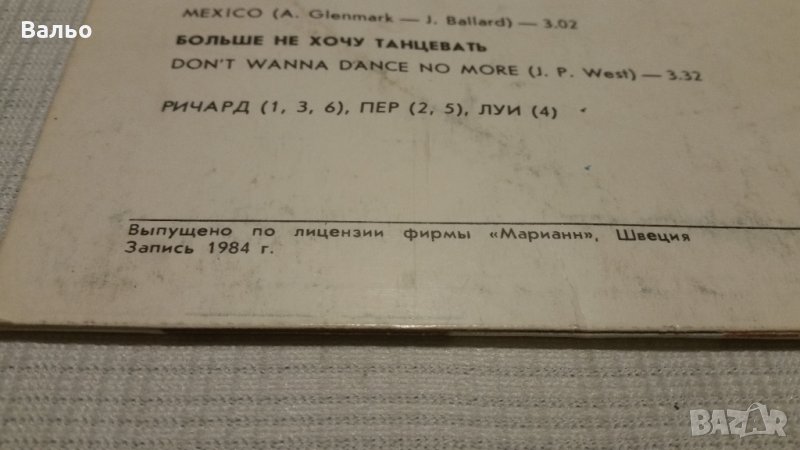 Вальо
MEXICO (A. Glenmark — J. Ballard) — 3.02
БОЛЬШЕ НЕ ХОЧУ ТАНЦЕВАТЬ
DON'T WANNA DANCE NO MORE (J. P. West) — 3.32
РИЧАРД (1, 3, 6), ПЕР (2, 5), ЛУИ (4)
Выпущено по лицензии фирмы «Марианн», Швеция
Запись 1984 г.
BAZAR